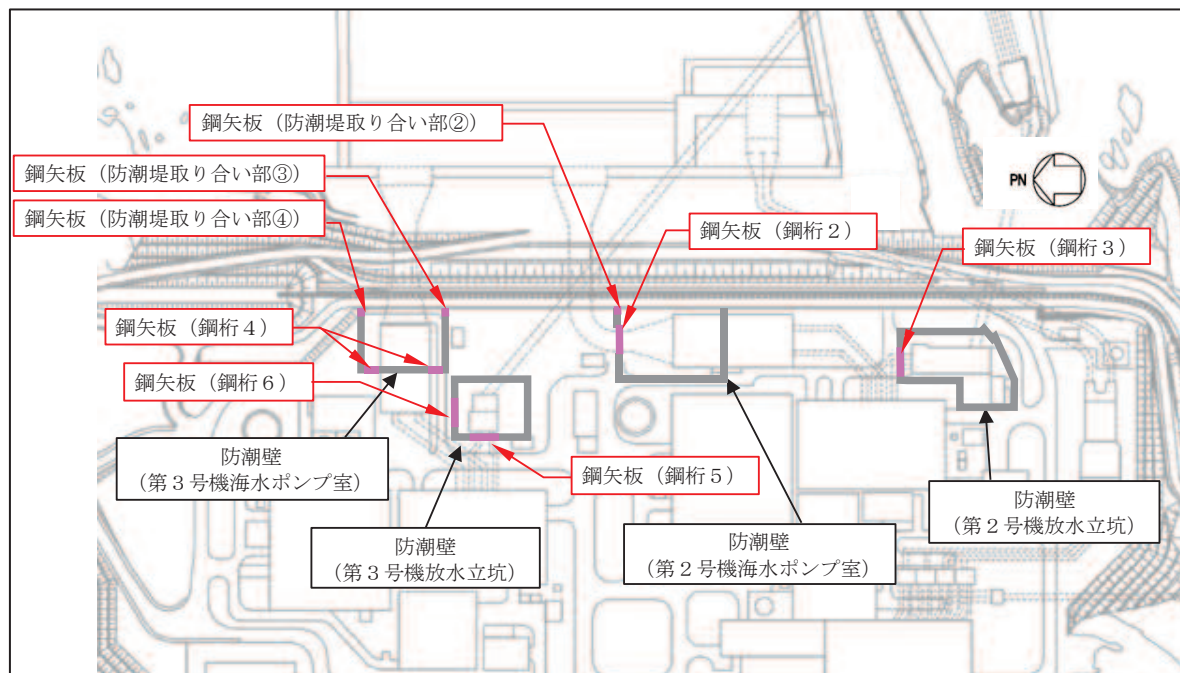 鋼矢板(防潮堤取り合い部②)
鋼矢板(防潮堤取り合い部③)
鋼矢板(防潮堤取り合い部④)
PN
鋼矢板(鋼桁2)
鋼矢板(鋼桁3)
鋼矢板(鋼桁4)
鋼矢板(鋼桁6)
鋼矢板(鋼桁5)
防潮壁
(第3号機海水ポンプ室)
防潮壁
(第3号機放水立坑)
防潮壁
(第2号機海水ポンプ室)
防潮壁
(第2号機放水立坑)